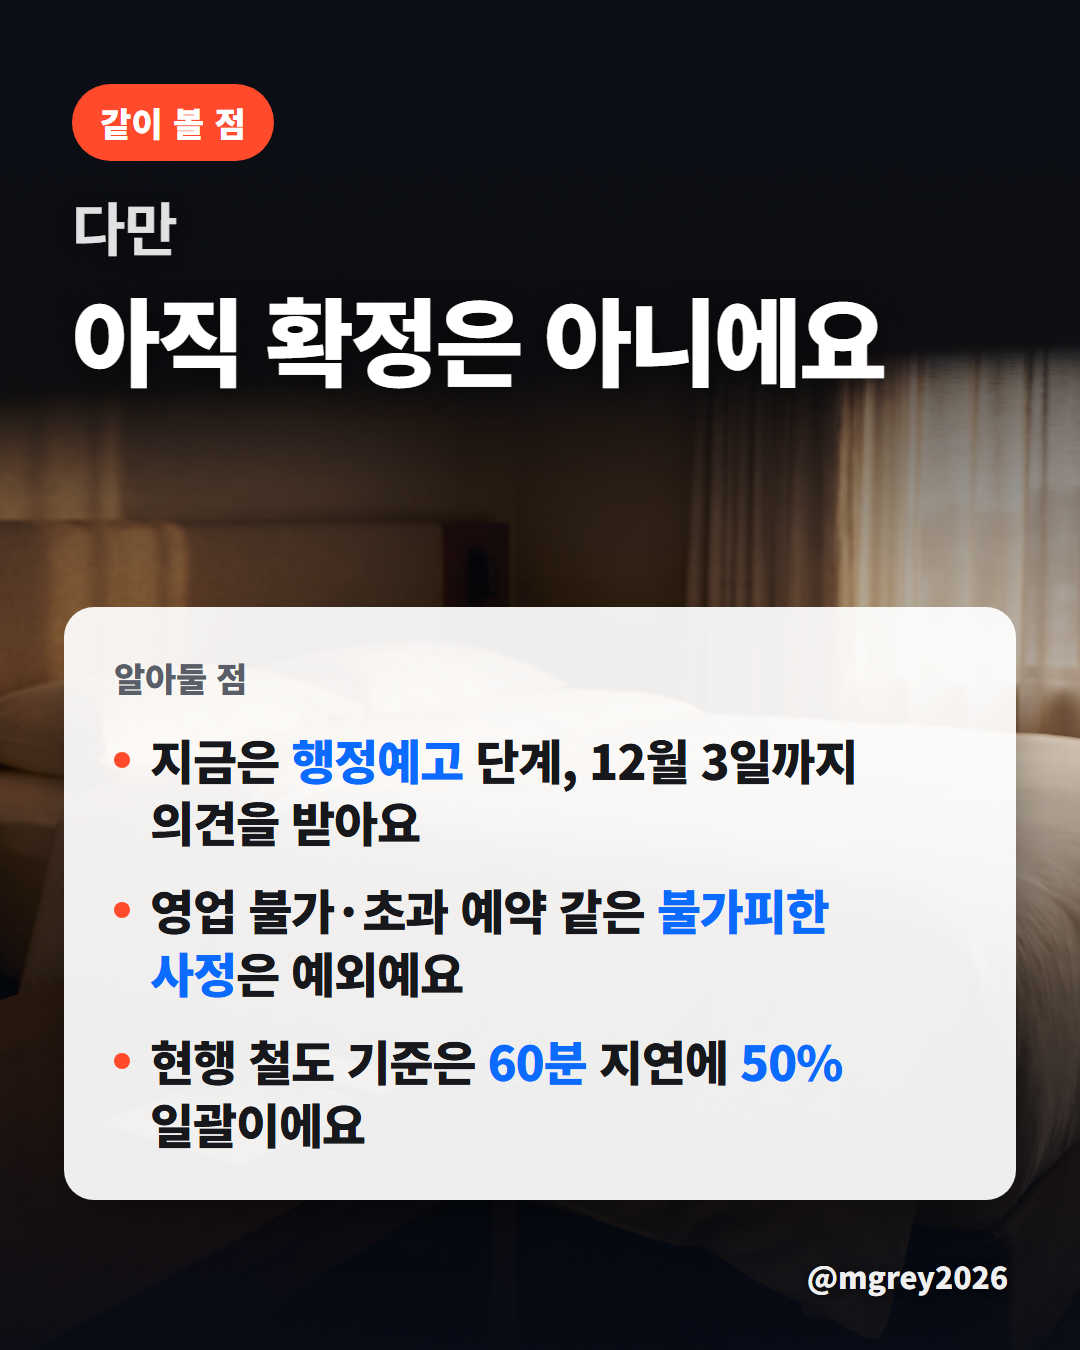 같이 볼 점
다만
아직 확정은 아니에요
알아둘 점
지금은 행정예고 단계, 12월 3일까지
의견을 받아요
영업 불가·초과 예약 같은 불가피한
사정은 예외예요
현행 철도 기준은 60분 지연에 50%
일괄이에요
@mgrey2026